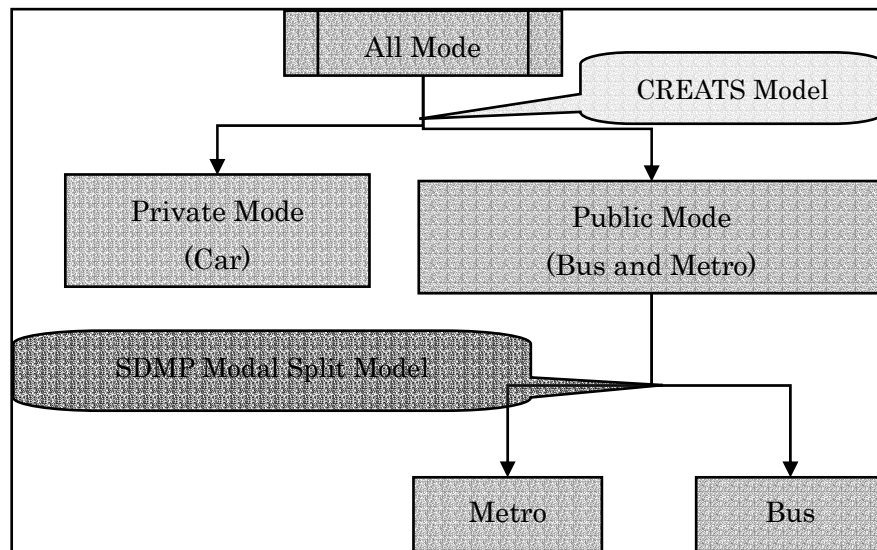 All Mode
CREATS Model
Private Mode
(Car)
Public Mode
(Bus and Metro)
SDMP Modal Split Model
Metro
Bus